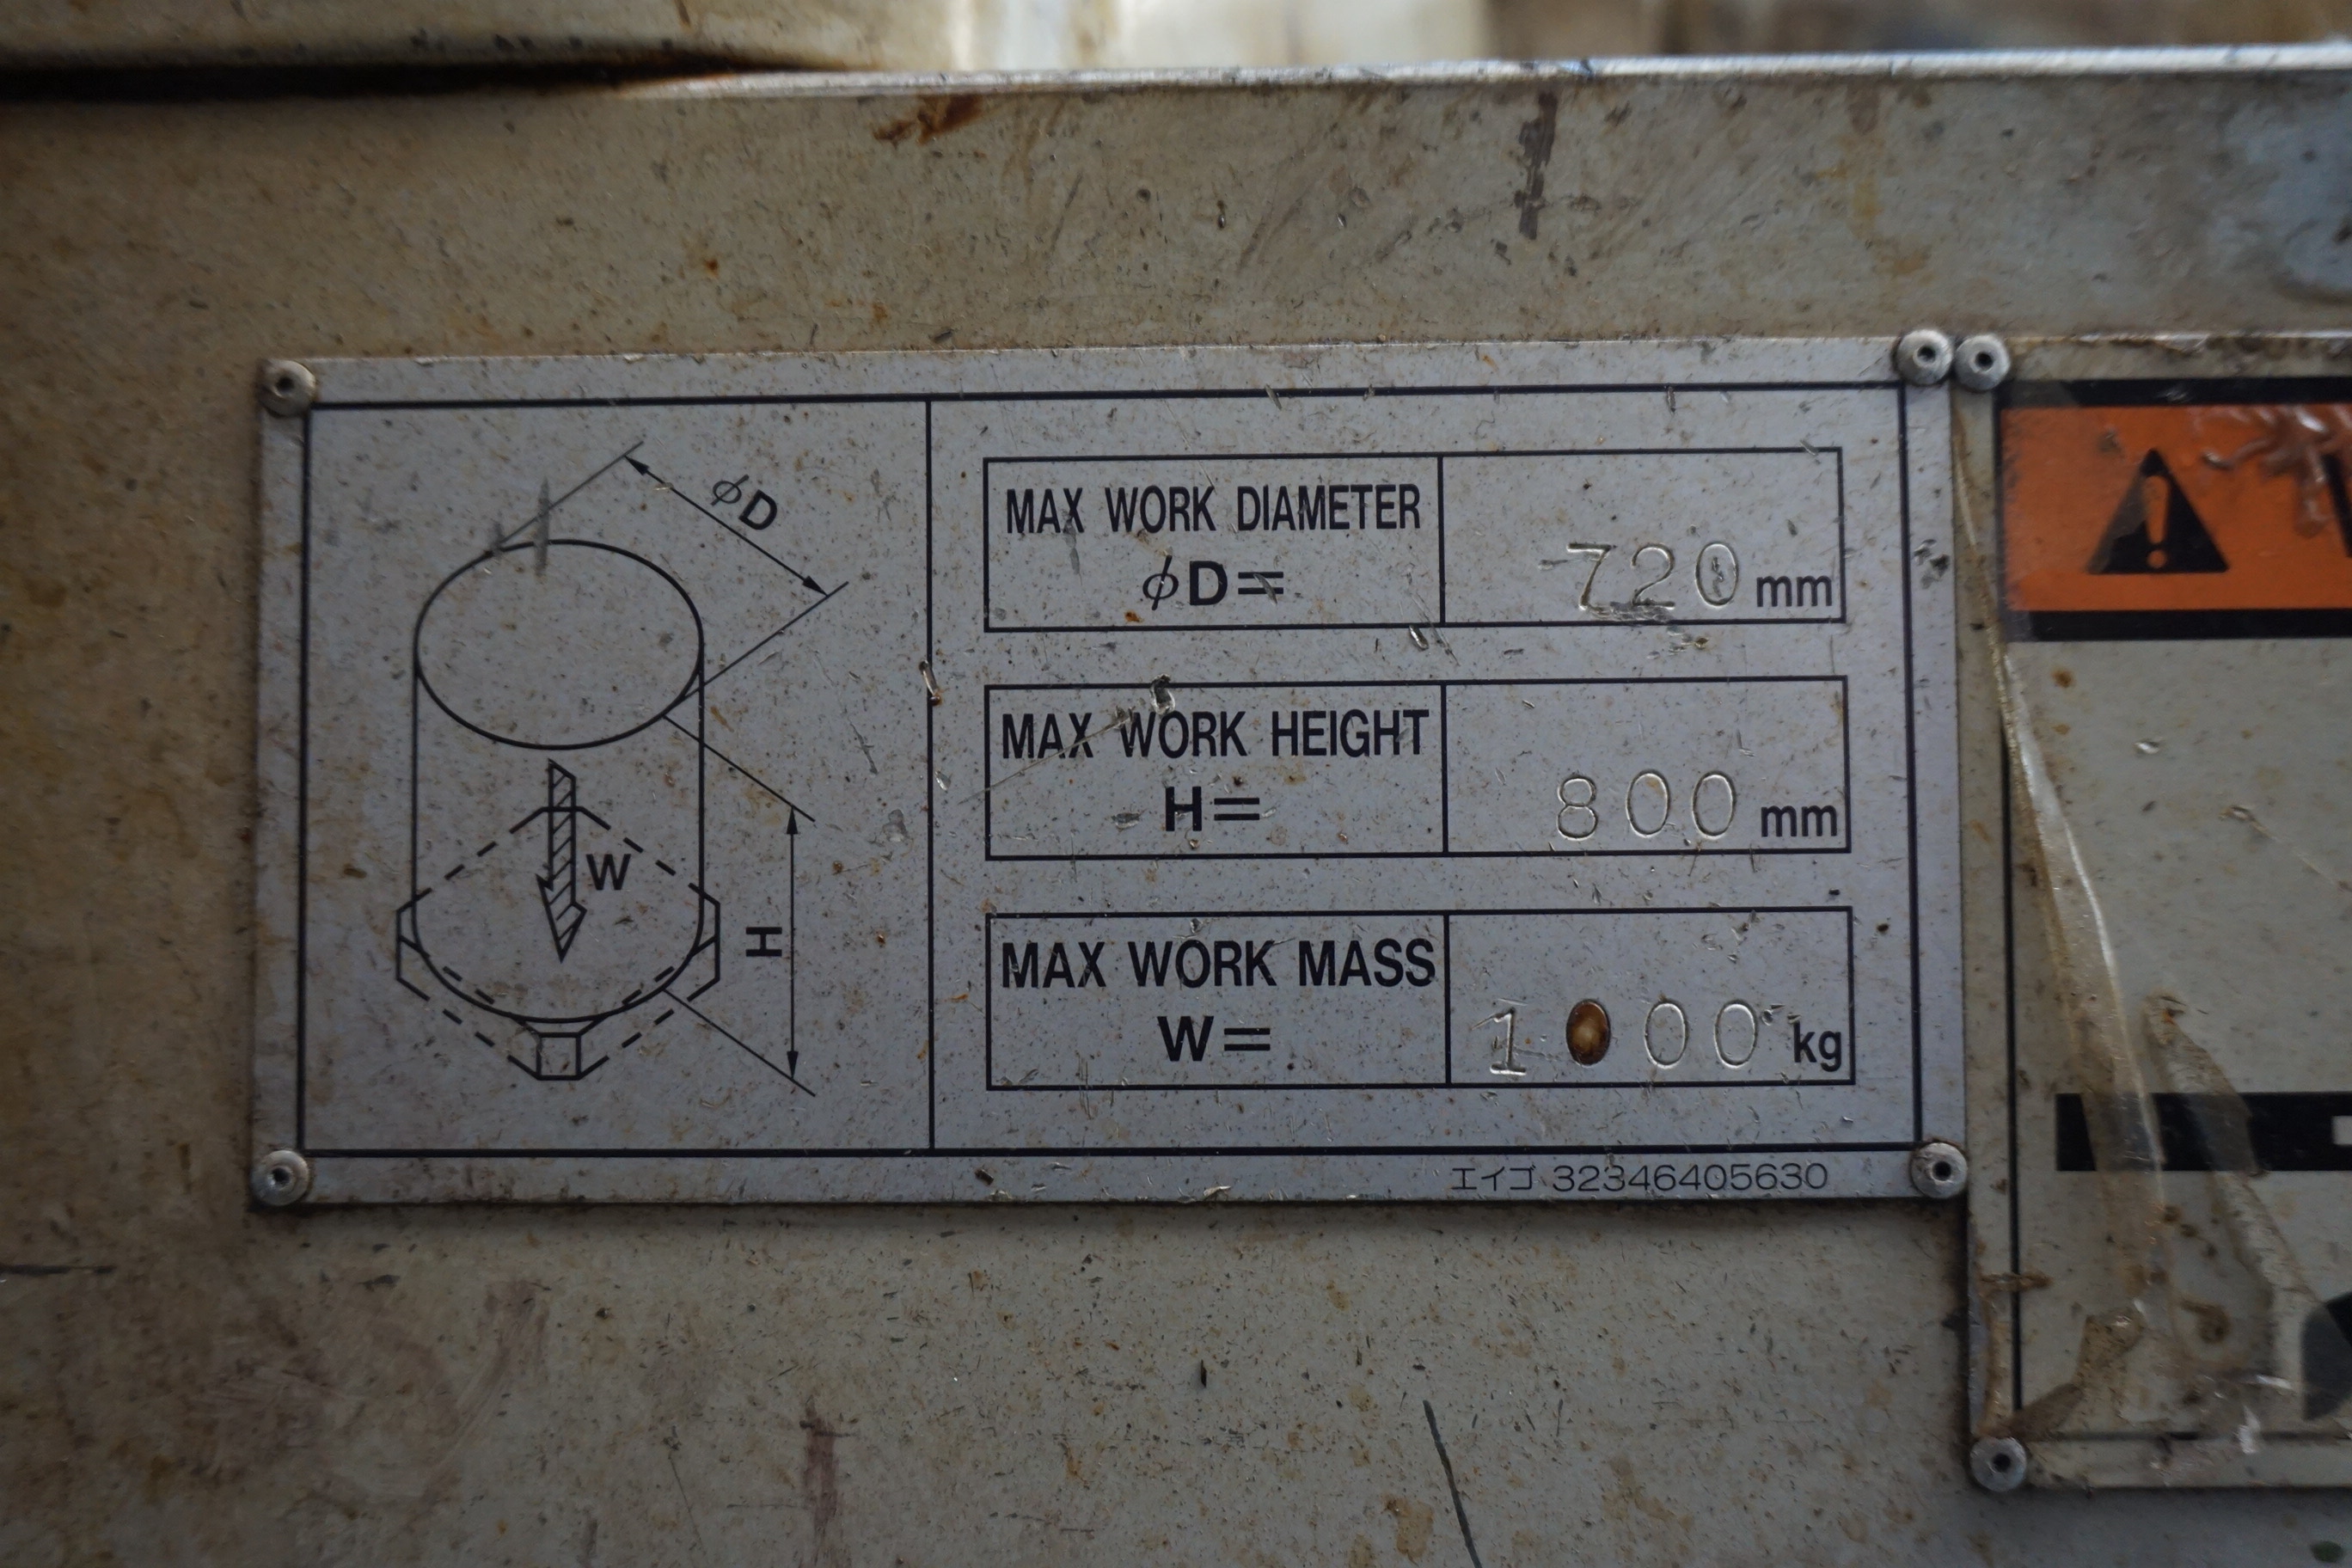 φD
W
H
MAX WORK DIAMETER
φD= 720 mm
MAX WORK HEIGHT
H= 800 mm
MAX WORK MASS
W= 1000 kg
エイゴ 32346405630